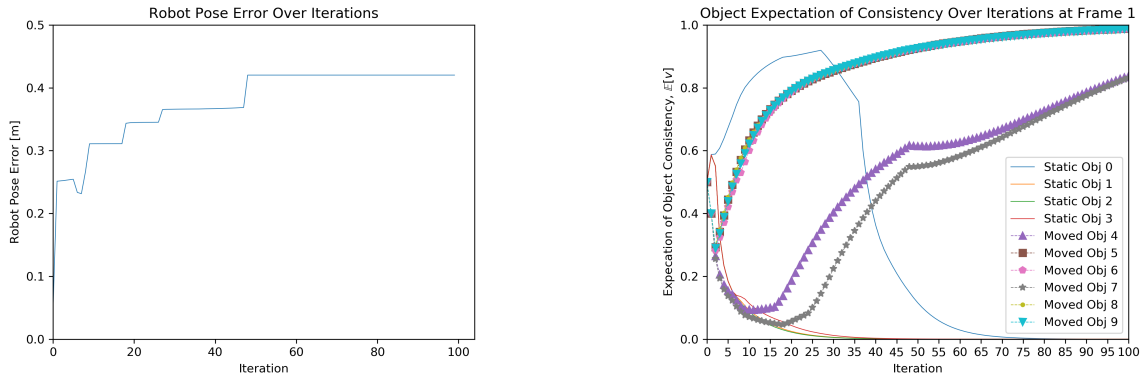 Robot Pose Error Over Iterations
0.5
0.4
0.3
0.2
0.1
0.0
Robot Pose Error [m]
0 20 40 60 80 100
Iteration
Object Expectation of Consistency Over Iterations at Frame 1
1.0
0.8
0.6
0.4
0.2
0.0
Expecation of Object Consistency, 𝔼[v]
0 5 10 15 20 25 30 35 40 45 50 55 60 65 70 75 80 85 90 95 100
Iteration
Static Obj 0
Static Obj 1
Static Obj 2
Static Obj 3
Moved Obj 4
Moved Obj 5
Moved Obj 6
Moved Obj 7
Moved Obj 8
Moved Obj 9